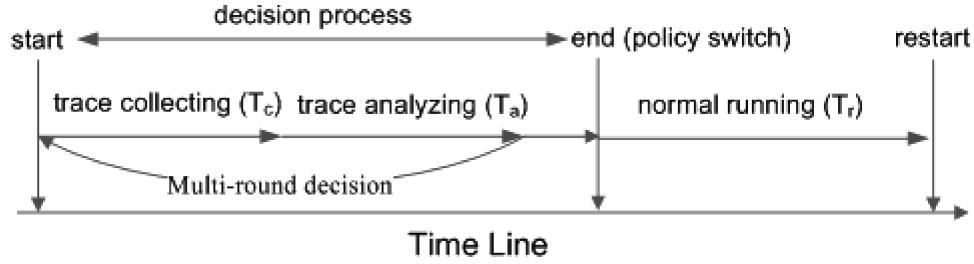 decision process
start end (policy switch) restart
trace collecting (Tc) trace analyzing (Ta) normal running (Tr)
Multi-round decision
Time Line